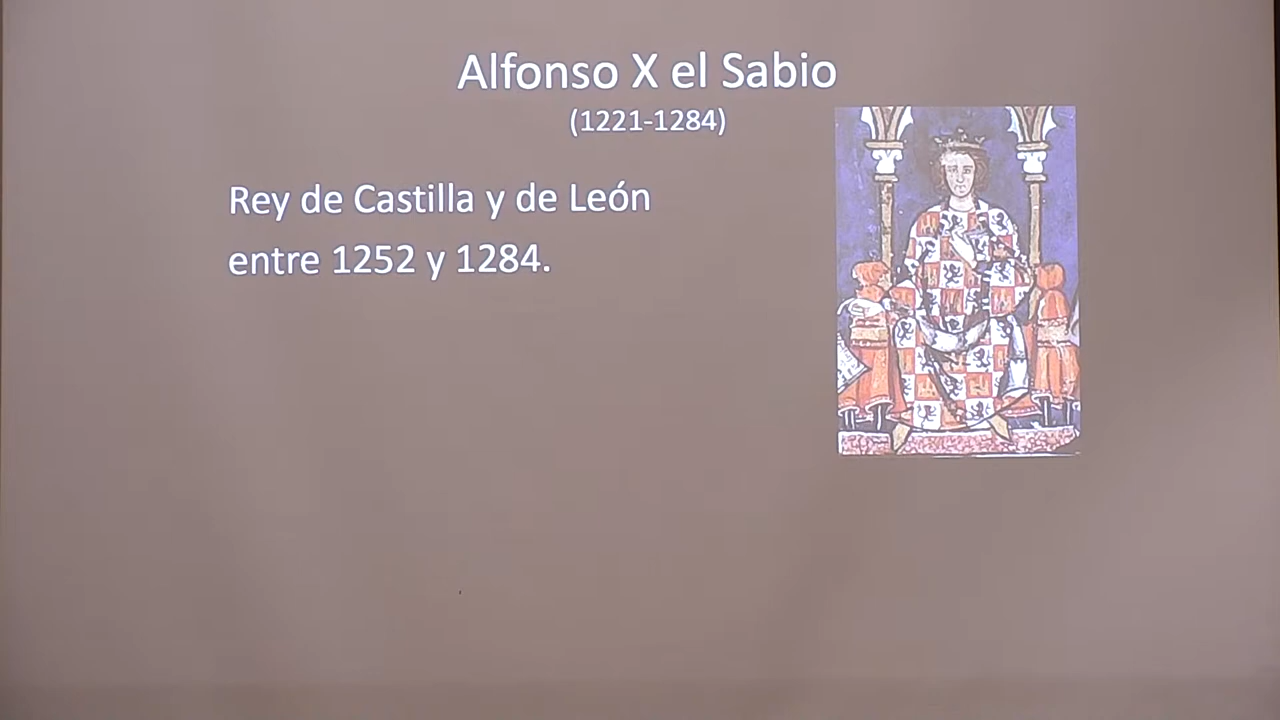 Alfonso X el Sabio
(1221-1284)
Rey de Castilla y de León
entre 1252 y 1284.